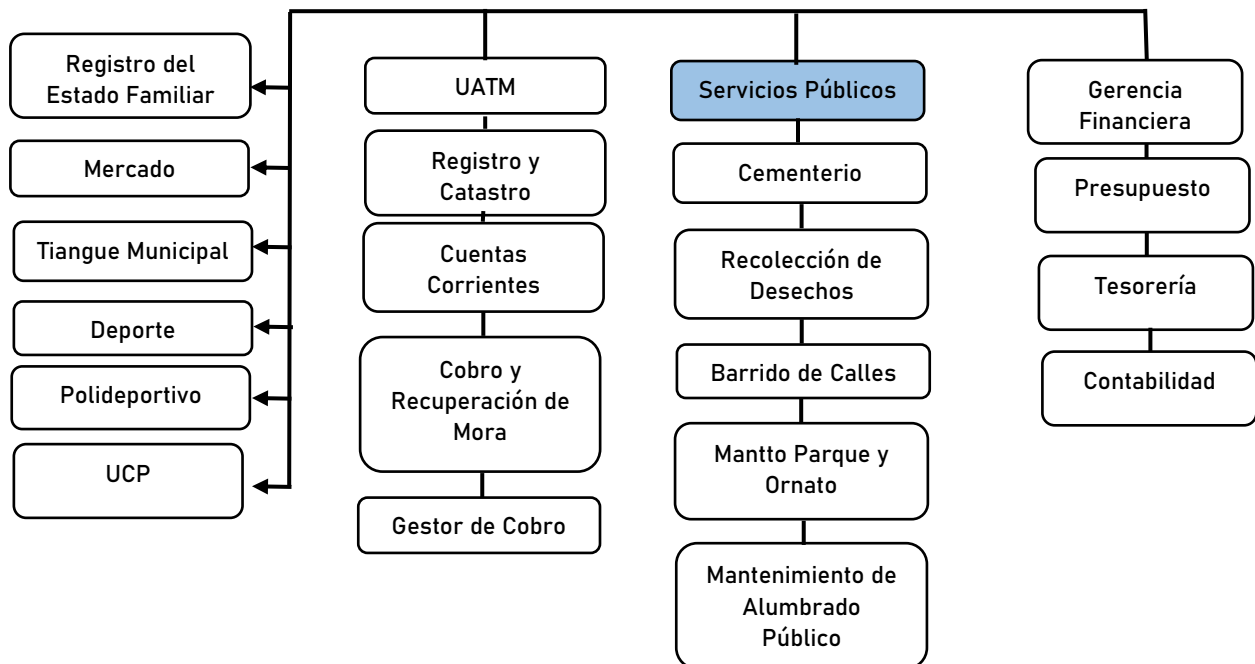 Registro del
Estado Familiar
Mercado
Tiangue Municipal
Deporte
Polideportivo
UCP
UATM
Registro y
Catastro
Cuentas
Corrientes
Cobro y
Recuperación de
Mora
Gestor de Cobro
Servicios Públicos
Cementerio
Recolección de
Desechos
Barrido de Calles
Mantto Parque y
Ornato
Mantenimiento de
Alumbrado
Público
Gerencia
Financiera
Presupuesto
Tesorería
Contabilidad